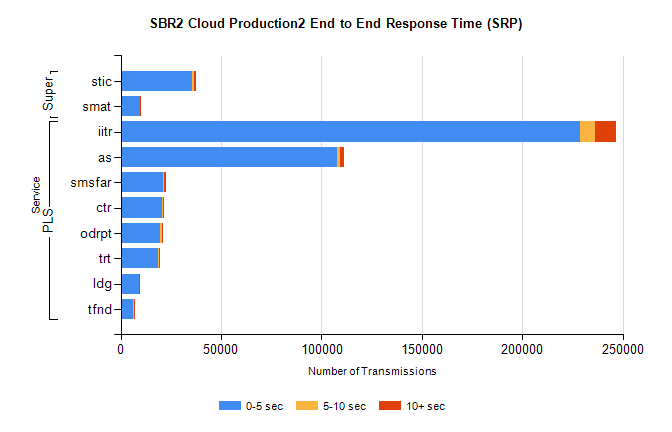 SBR2 Cloud Production2 End to End Response Time (SRP)
Super
stic
smat
Service
PLS
iitr
as
smsfar
ctr
odrpt
trt
ldg
tfnd
0 50000 100000 150000 200000 250000
Number of Transmissions
0-5 sec 5-10 sec 10+ sec